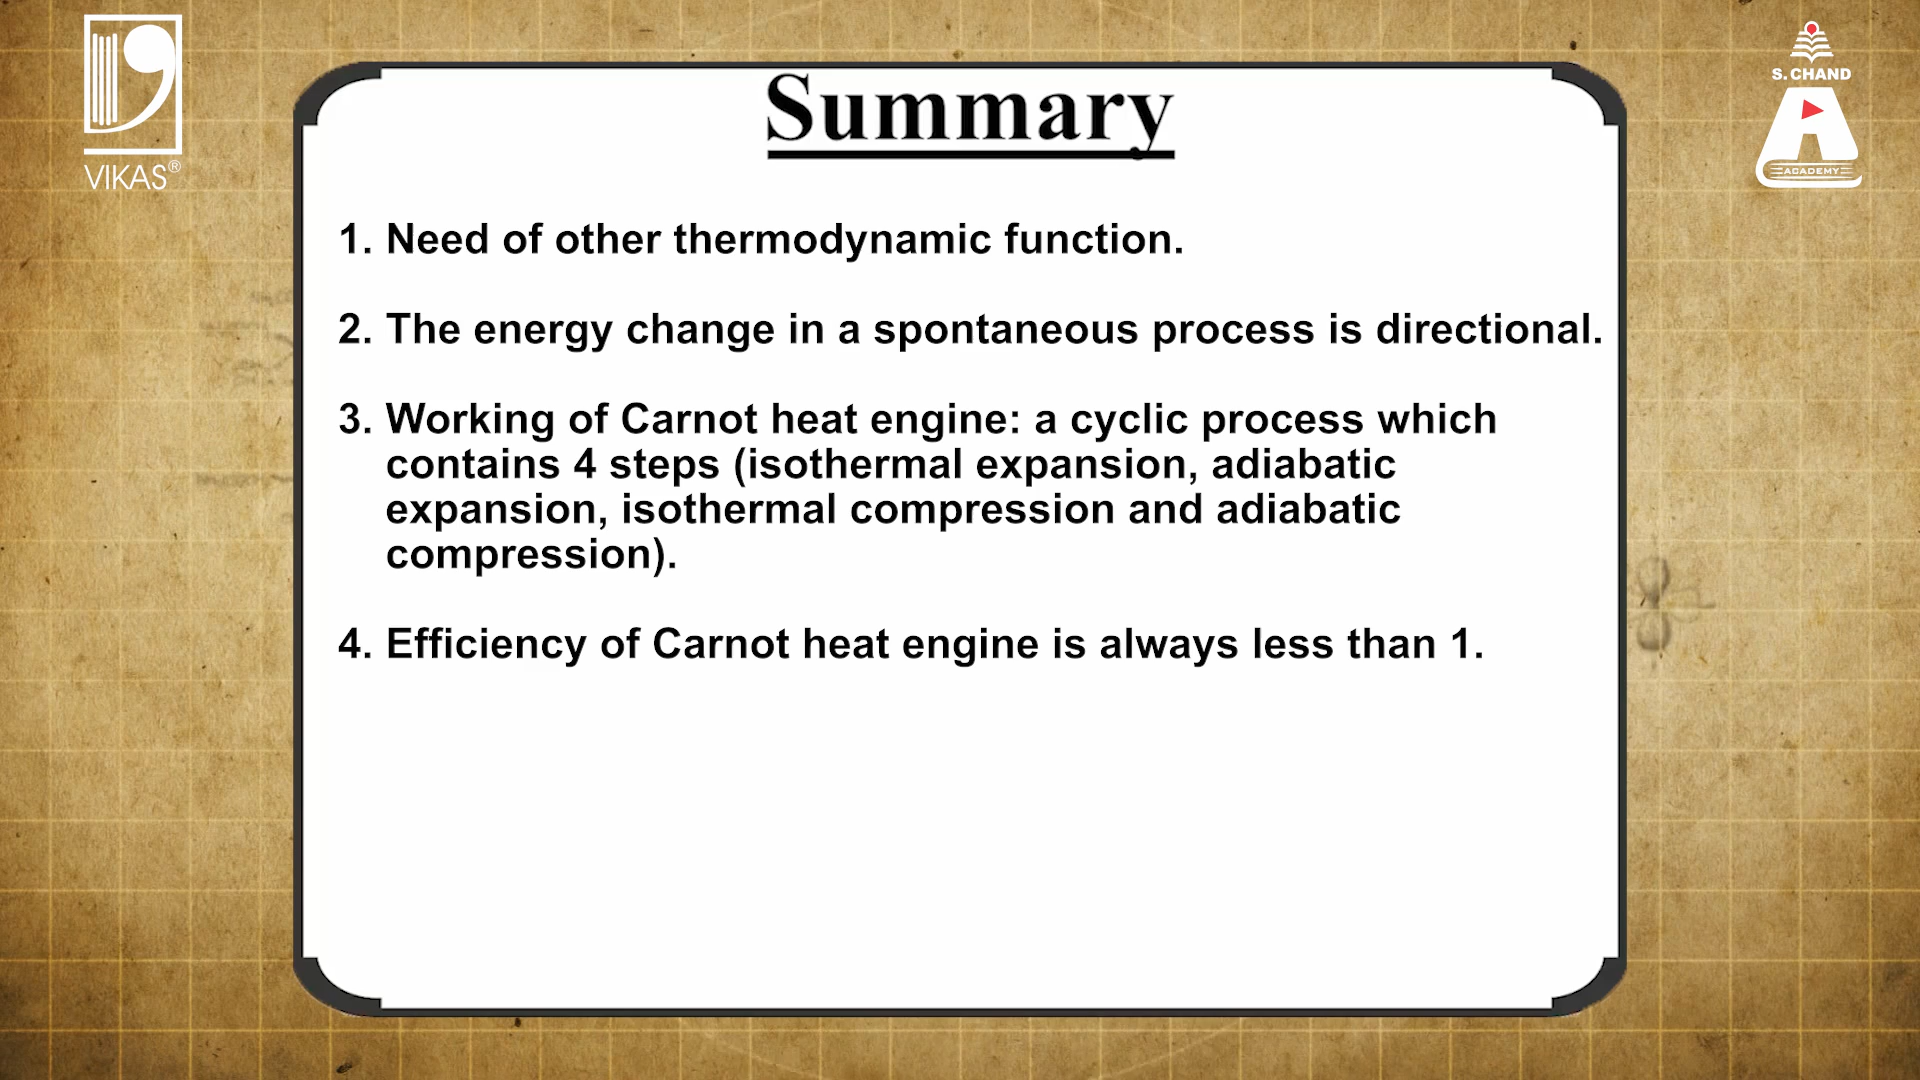 VIKAS®
S. CHAND
ACADEMY
Summary
1. Need of other thermodynamic function.
2. The energy change in a spontaneous process is directional.
3. Working of Carnot heat engine: a cyclic process which
contains 4 steps (isothermal expansion, adiabatic
expansion, isothermal compression and adiabatic
compression).
4. Efficiency of Carnot heat engine is always less than 1.